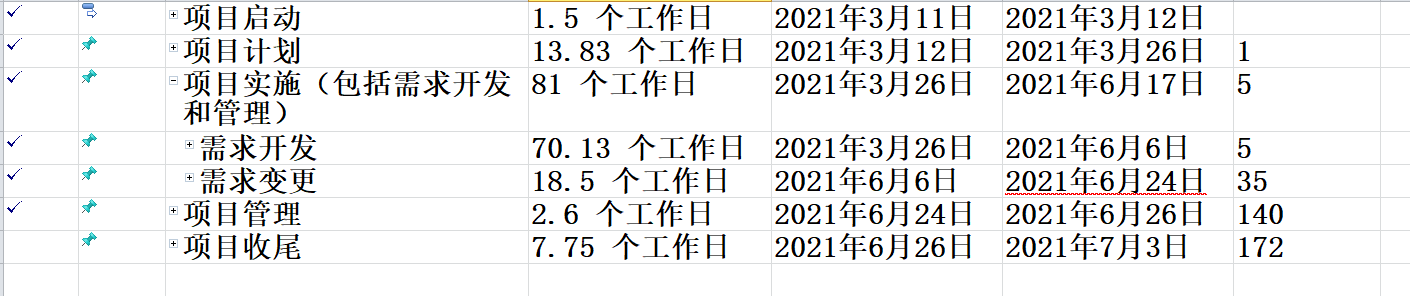 项目启动 1.5 个工作日 2021年3月11日 2021年3月12日
项目计划 13.83 个工作日 2021年3月12日 2021年3月26日 1
项目实施（包括需求开发 81 个工作日 2021年3月26日 2021年6月17日 5
和管理）
需求开发 70.13 个工作日 2021年3月26日 2021年6月6日 5
需求变更 18.5 个工作日 2021年6月6日 2021年6月24日 35
项目管理 2.6 个工作日 2021年6月24日 2021年6月26日 140
项目收尾 7.75 个工作日 2021年6月26日 2021年7月3日 172